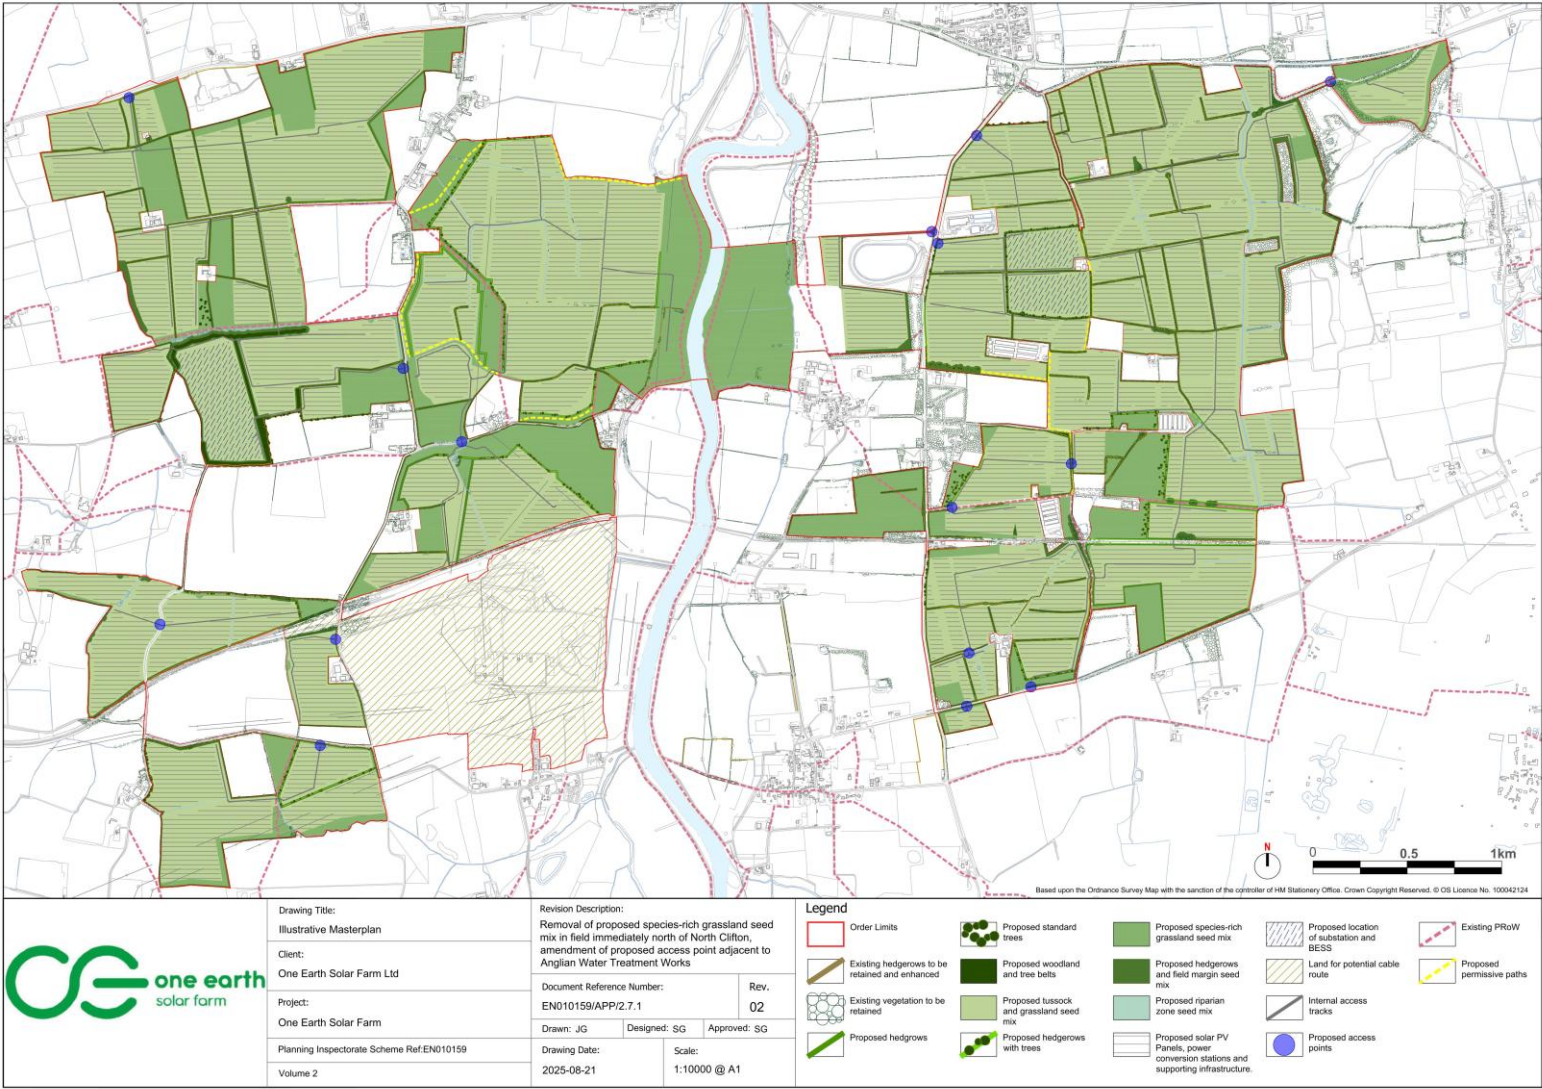 N
0
0.5
1km
Based upon the Ordnance Survey Map with the sanction of the controller of HM Stationery Office. Crown Copyright Reserved. © OS Licence No. 100042124
one earth
solar farm
Drawing Title:
Illustrative Masterplan
Client:
One Earth Solar Farm Ltd
Project:
One Earth Solar Farm
Planning Inspectorate Scheme Ref:EN010159
Volume 2
Revision Description:
Removal of proposed species-rich grassland seed
mix in field immediately north of North Clifton,
amendment of proposed access point adjacent to
Anglian Water Treatment Works
Document Reference Number:
EN010159/APP/2.7.1
Rev.
02
Drawn: JG
Designed: SG
Approved: SG
Drawing Date:
2025-08-21
Scale:
1:10000 @ A1
Legend
Order Limits
Existing hedgerows to be
retained and enhanced
Existing vegetation to be
retained
Proposed hedgrows
Proposed standard
trees
Proposed woodland
and tree belts
Proposed tussock
and grassland seed
mix
Proposed hedgerows
with trees
Proposed species-rich
grassland seed mix
Proposed hedgerows
and field margin seed
mix
Proposed riparian
zone seed mix
Proposed solar PV
Panels, power
conversion stations and
supporting infrastructure.
Proposed location
of substation and
BESS
Land for potential cable
route
Internal access
tracks
Proposed access
points
Existing PRoW
Proposed
permissive paths